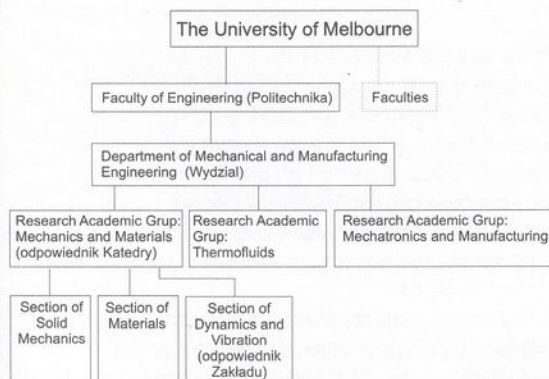 The University of Melbourne
Faculty of Engineering (Politechnika)
Faculties
Department of Mechanical and Manufacturing
Engineering (Wydzial)
Research Academic Grup:
Mechanics and Materials
(odpowiednik Katedry)
Research Academic
Grup:
Thermofluids
Research Academic Grup:
Mechatronics and Manufacturing
Section of
Solid
Mechanics
Section of
Materials
Section of
Dynamics and
Vibration
(odpowiednik
Zakładu)